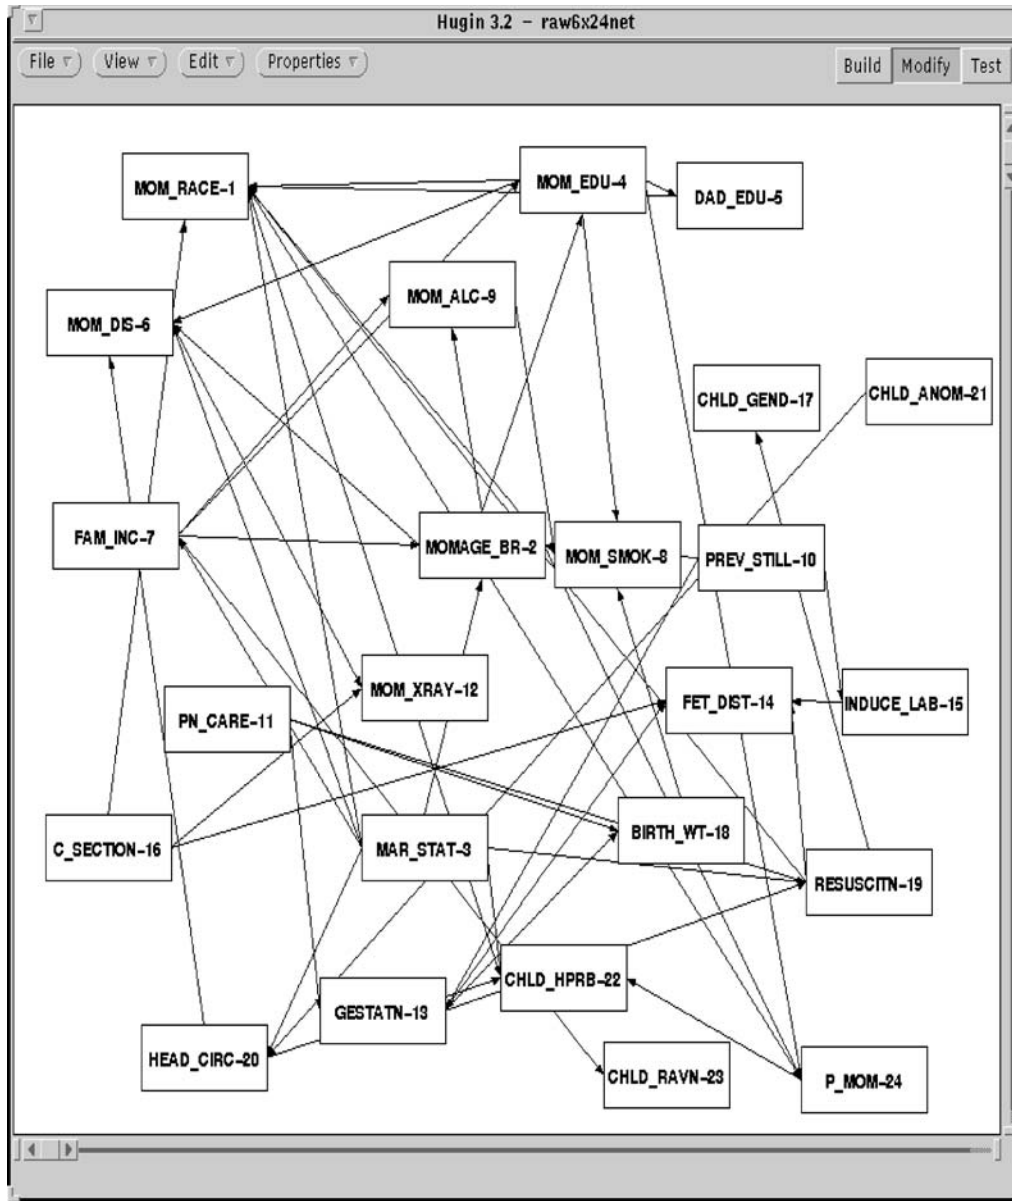 Hugin 3.2 – raw6x24net
File View Edit Properties Build Modify Test
MOM_RACE–1
MOM_EDU–4
DAD_EDU–5
MOM_ALC–9
MOM_DIS–6
CHLD_GEND–17
CHLD_ANOM–21
FAM_INC–7
MOMAGE_BR–2
MOM_SMOK–8
PREV_STILL–10
MOM_XRAY–12
PN_CARE–11
FET_DIST–14
INDUCE_LAB–15
C_SECTION–16
MAR_STAT–3
BIRTH_WT–18
RESUSCITN–19
CHLD_HPRB–22
GESTATN–13
HEAD_CIRC–20
CHLD_RAVN–23
P_MOM–24